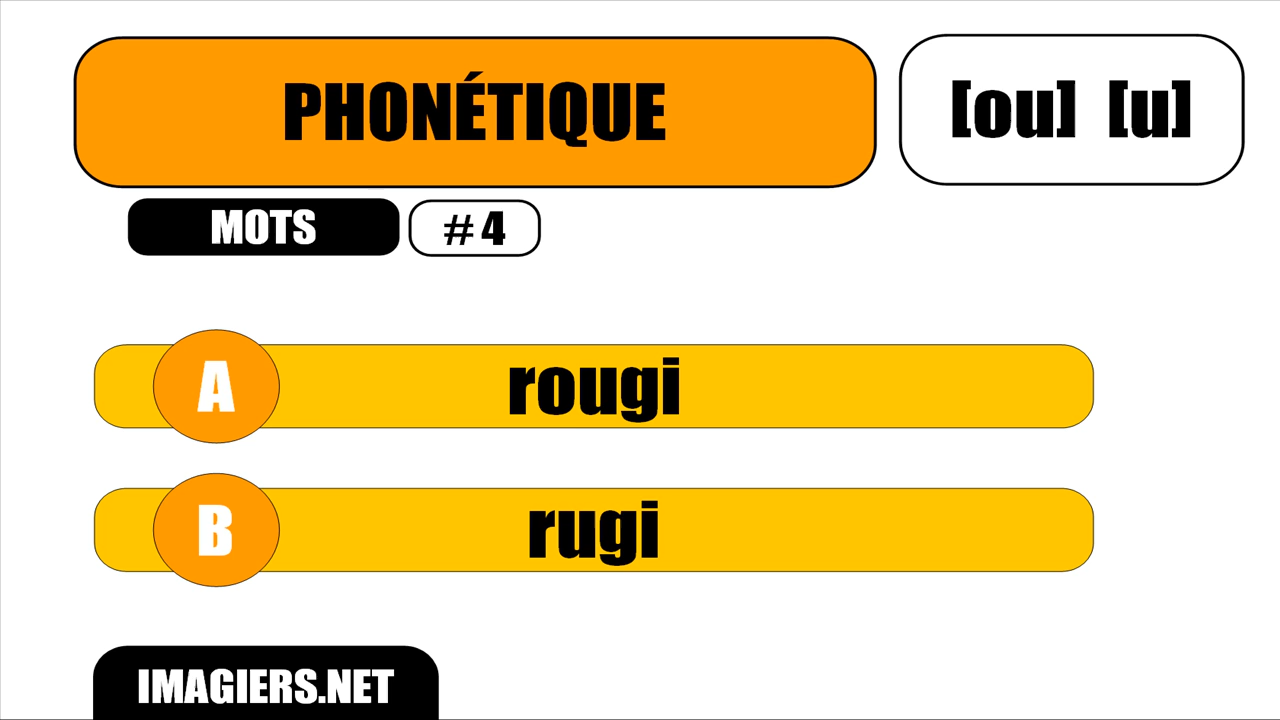 PHONÉTIQUE
[ou] [u]
MOTS
# 4
A
rougi
B
rugi
IMAGIERS.NET